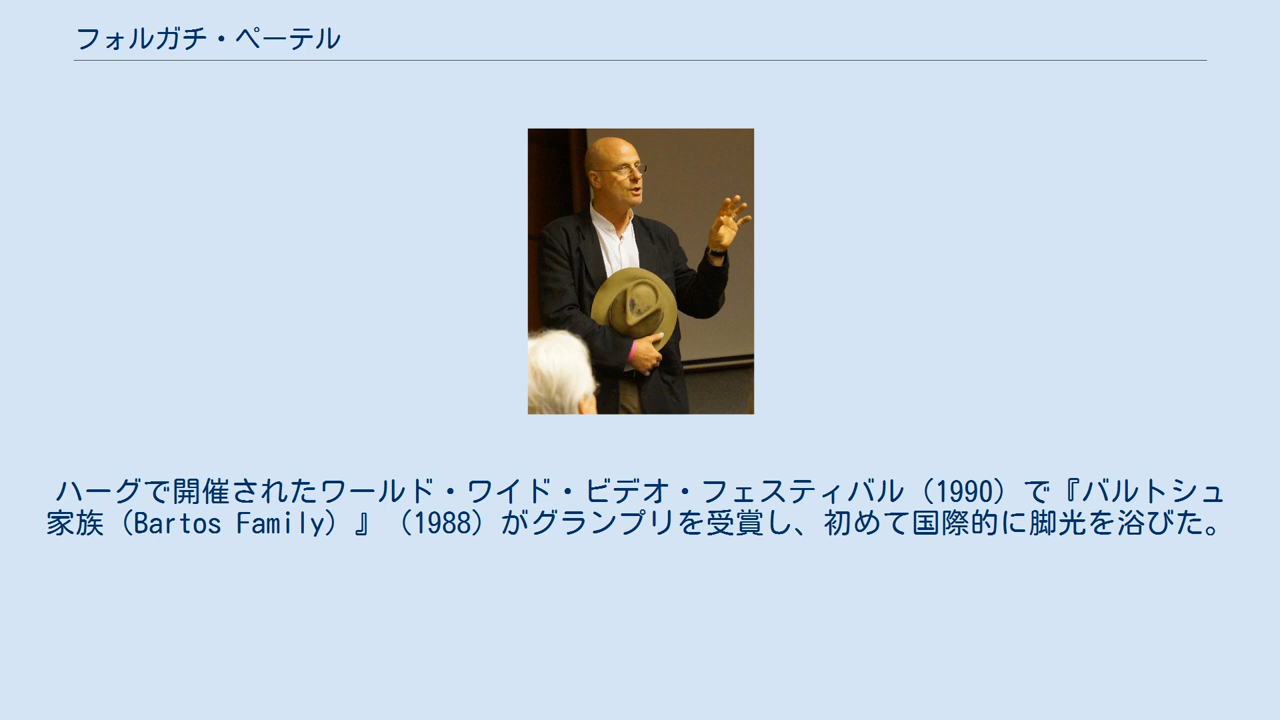 フォルガチ・ペーテル
ハーグで開催されたワールド・ワイド・ビデオ・フェスティバル（1990）で『バルトシュ
家族（Bartos Family）』（1988）がグランプリを受賞し、初めて国際的に脚光を浴びた。